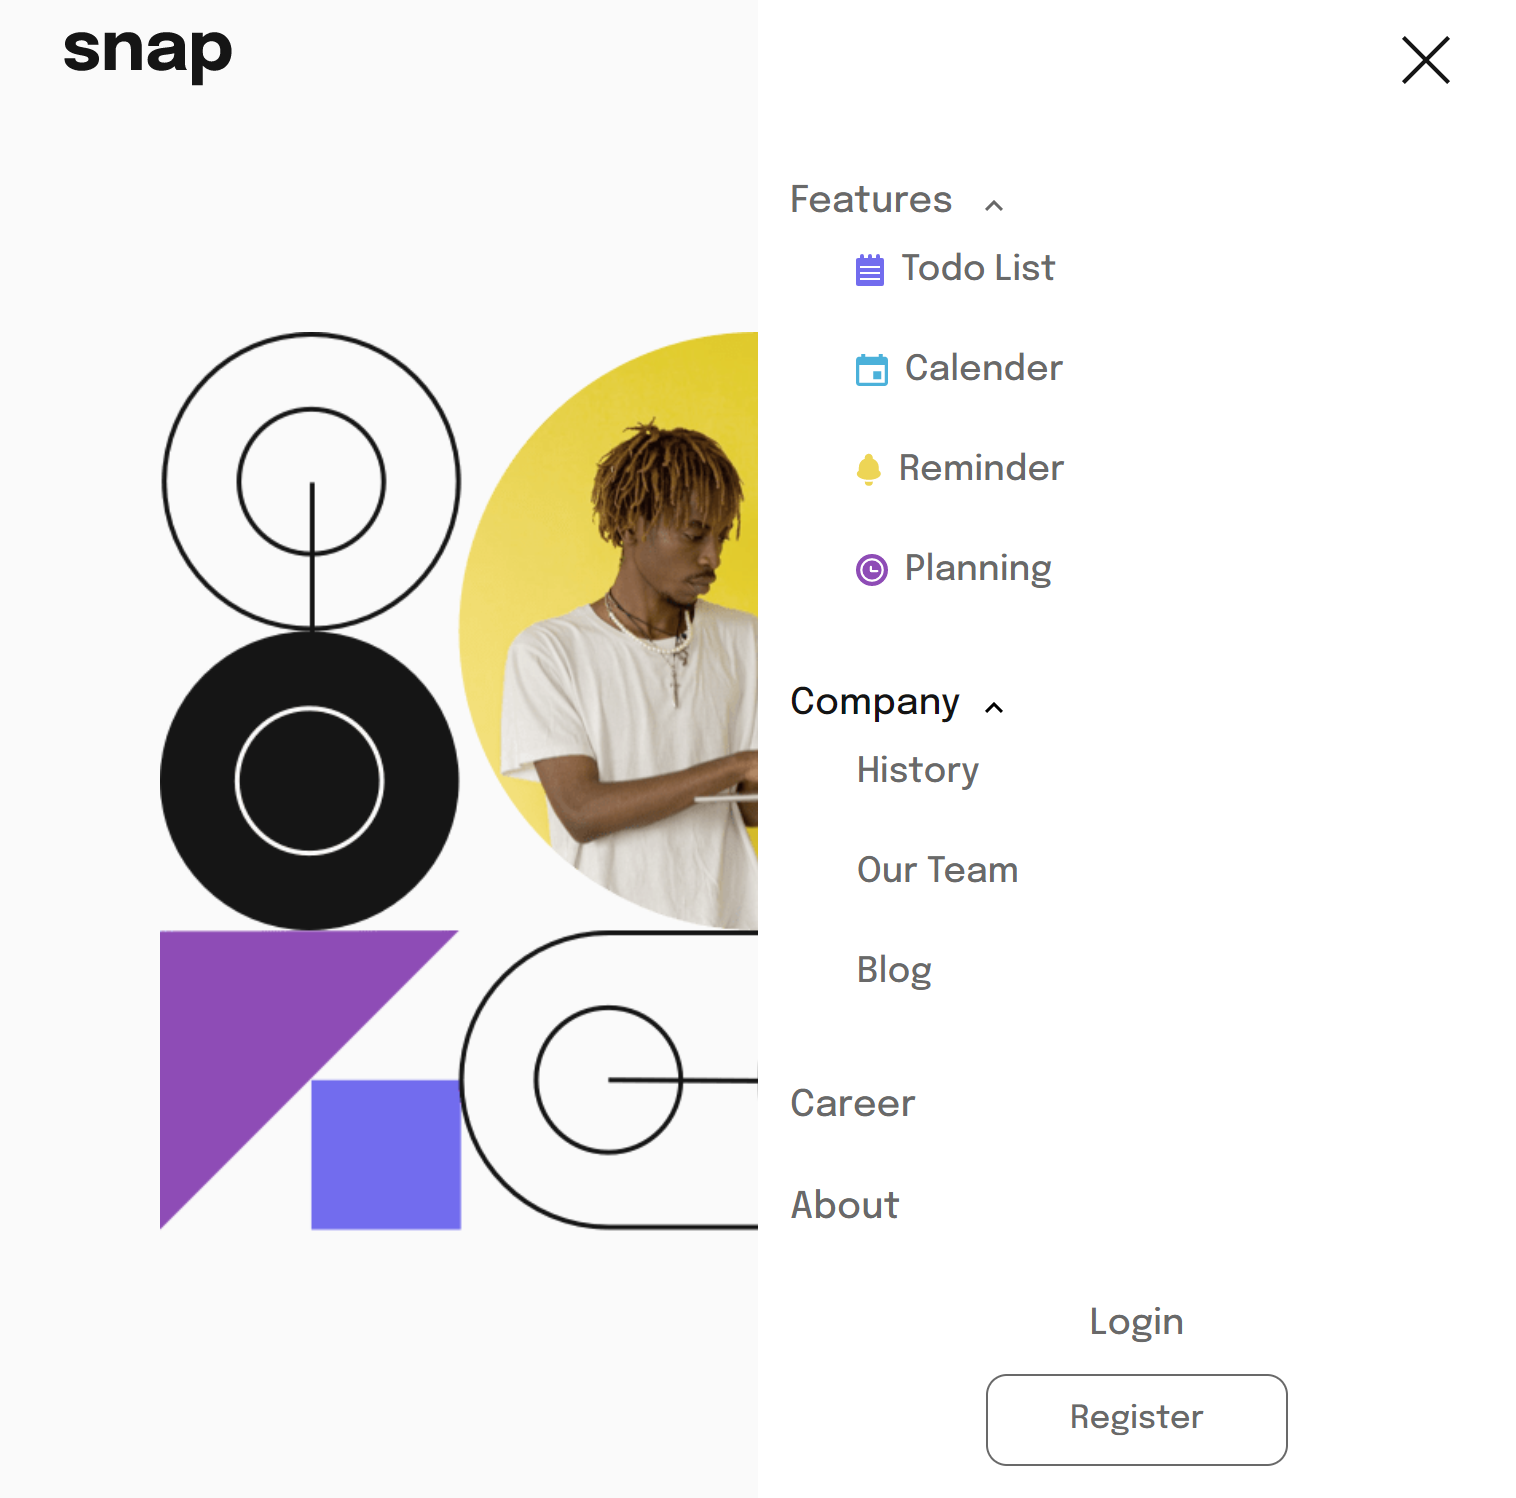 snap
Features
Todo List
Calender
Reminder
Planning
Company
History
Our Team
Blog
Career
About
Login
Register